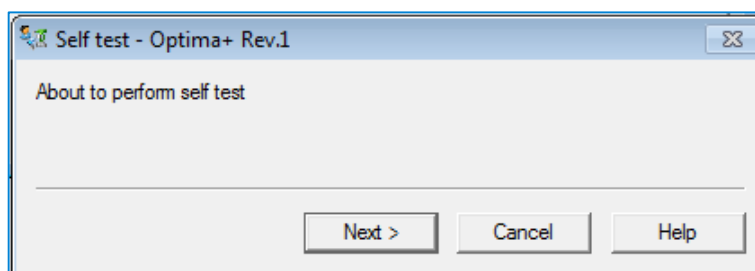 Self test - Optima+ Rev.1
About to perform self test
Next >
Cancel
Help